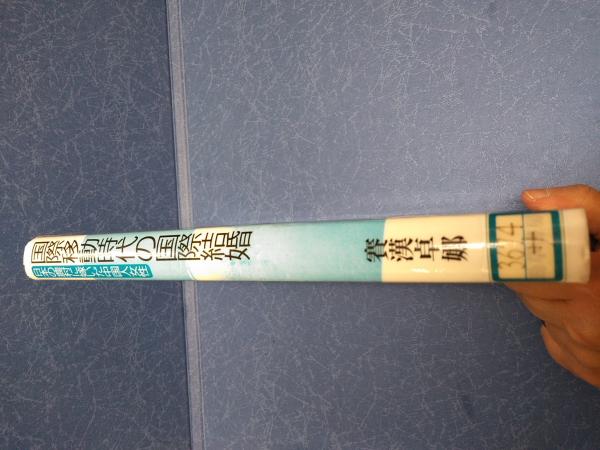 国際移動時代の国際結婚
日本の農村に嫁いだ中国人女性
賽漢卓娜
367.4
サ